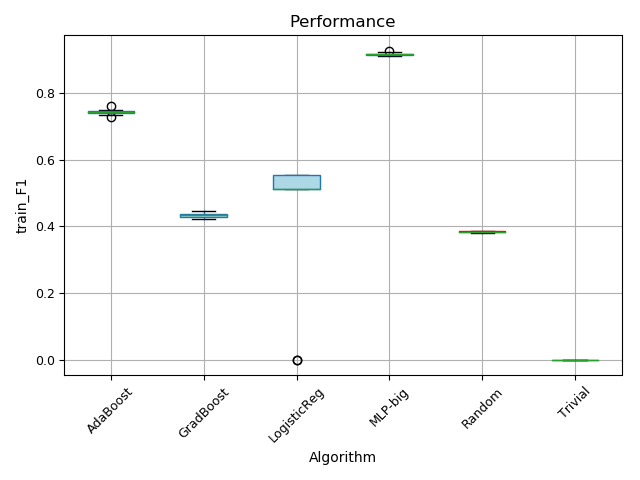 Performance
train_F1
0.8
0.6
0.4
0.2
0.0
AdaBoost
GradBoost
LogisticReg
MLP-big
Random
Trivial
Algorithm